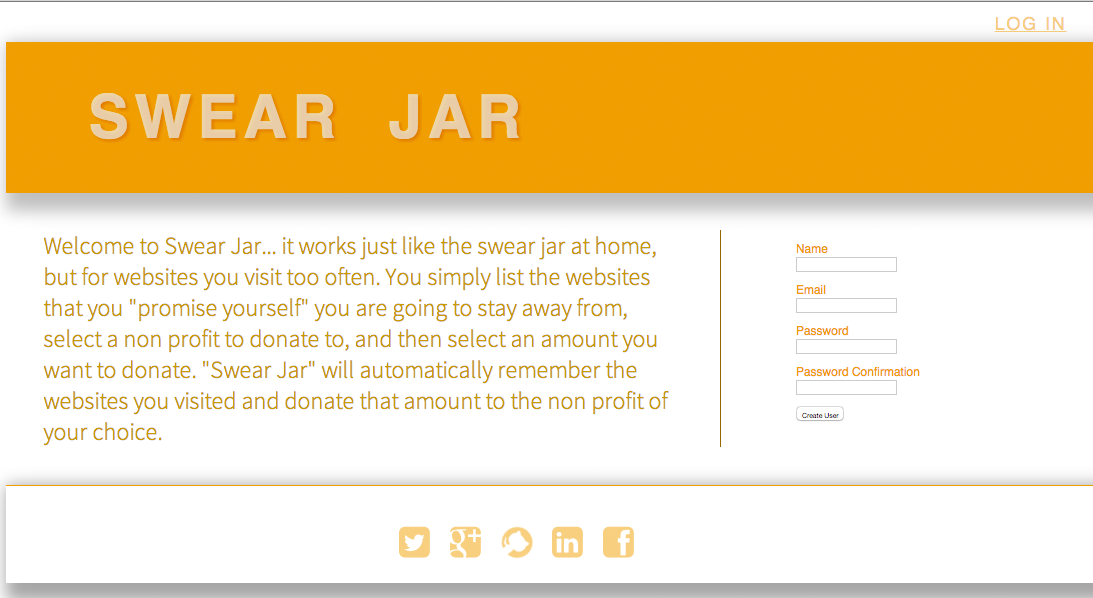 LOG IN
SWEAR JAR
Welcome to Swear Jar... it works just like the swear jar at home,
but for websites you visit too often. You simply list the websites
that you "promise yourself" you are going to stay away from,
select a non profit to donate to, and then select an amount you
want to donate. "Swear Jar" will automatically remember the
websites you visited and donate that amount to the non profit of
your choice.
Name
Email
Password
Password Confirmation
Create User
g+
in
f